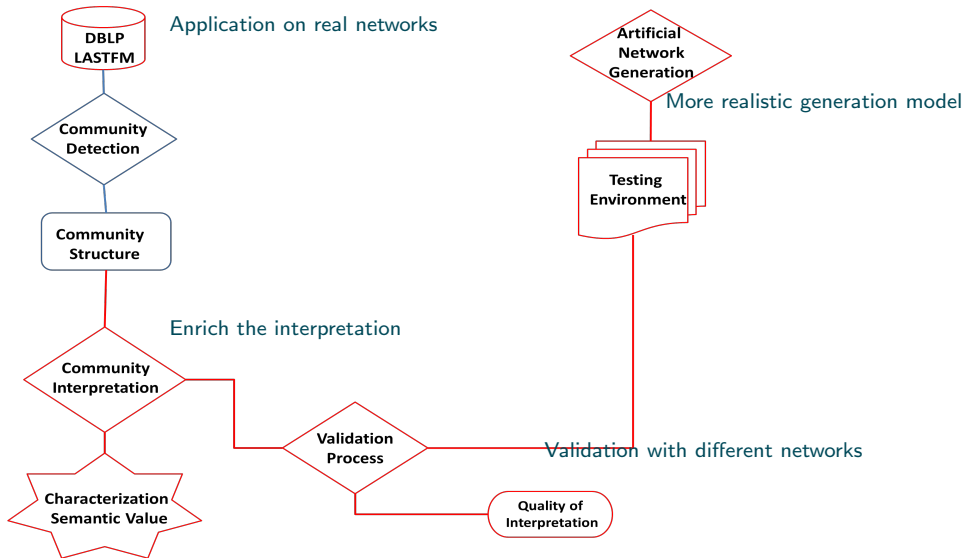 DBLP
LASTFM
Application on real networks
Artificial
Network
Generation
More realistic generation model
Community
Detection
Testing
Environment
Community
Structure
Enrich the interpretation
Community
Interpretation
Validation
Process
Validation with different networks
Characterization
Semantic Value
Quality of
Interpretation